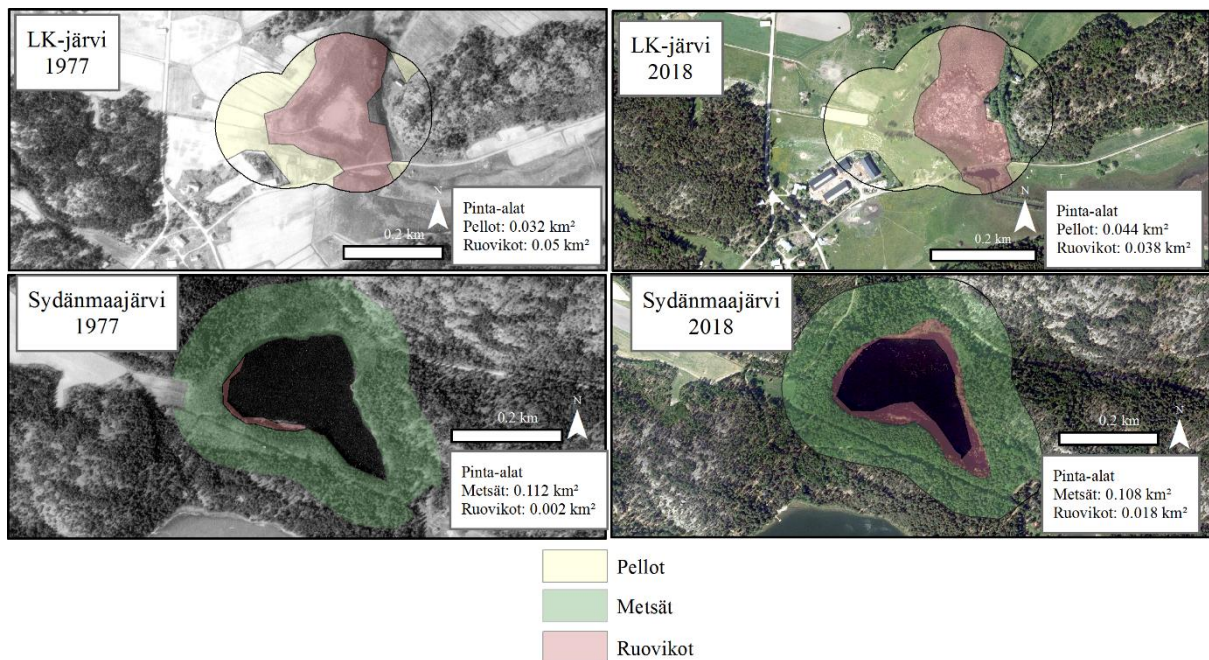 LK-järvi
1977
N
0.2 km
Pinta-alat
Pellot: 0.032 km²
Ruovikot: 0.05 km²
LK-järvi
2018
N
0.2 km
Pinta-alat
Pellot: 0.044 km²
Ruovikot: 0.038 km²
Sydänmaajärvi
1977
0.2 km
N
Pinta-alat
Metsät: 0.112 km²
Ruovikot: 0.002 km²
Sydänmaajärvi
2018
0.2 km
N
Pinta-alat
Metsät: 0.108 km²
Ruovikot: 0.018 km²
Pellot
Metsät
Ruovikot